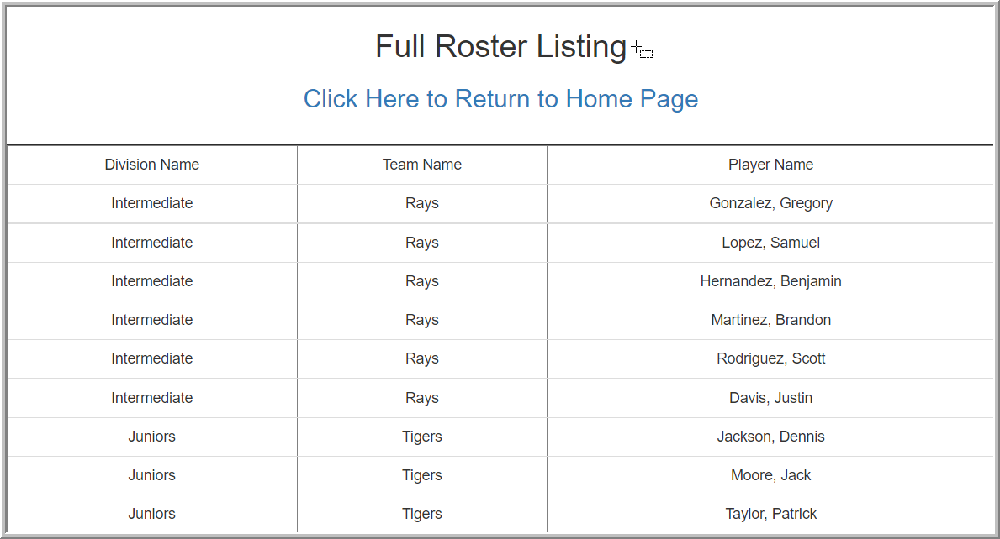 Full Roster Listing
Click Here to Return to Home Page
Division Name Team Name Player Name
Intermediate Rays Gonzalez, Gregory
Intermediate Rays Lopez, Samuel
Intermediate Rays Hernandez, Benjamin
Intermediate Rays Martinez, Brandon
Intermediate Rays Rodriguez, Scott
Intermediate Rays Davis, Justin
Juniors Tigers Jackson, Dennis
Juniors Tigers Moore, Jack
Juniors Tigers Taylor, Patrick